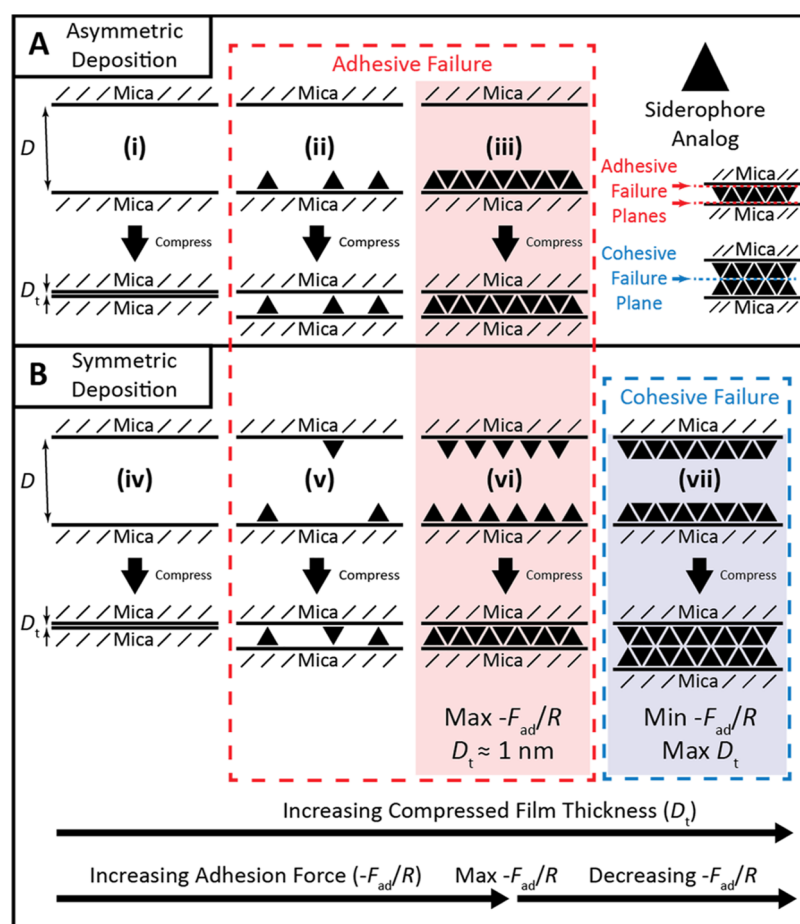 A
Asymmetric
Deposition
Adhesive Failure
Siderophore
Analog
Mica
Mica
Mica
D
(i)
(ii)
(iii)
Mica
Mica
Mica
Compress
Compress
Compress
Mica
Mica
Mica
Dt
Mica
Mica
Mica
Adhesive
Failure
Planes
Mica
Mica
Cohesive
Failure
Plane
Mica
Mica
B
Symmetric
Deposition
Cohesive Failure
Mica
Mica
Mica
Mica
D
(iv)
(v)
(vi)
(vii)
Mica
Mica
Mica
Mica
Compress
Compress
Compress
Compress
Mica
Mica
Mica
Mica
Dt
Mica
Mica
Mica
Mica
Max -Fad/R
Dt ≈ 1 nm
Min -Fad/R
Max Dt
Increasing Compressed Film Thickness (Dt)
Increasing Adhesion Force (-Fad/R) Max -Fad/R Decreasing -Fad/R